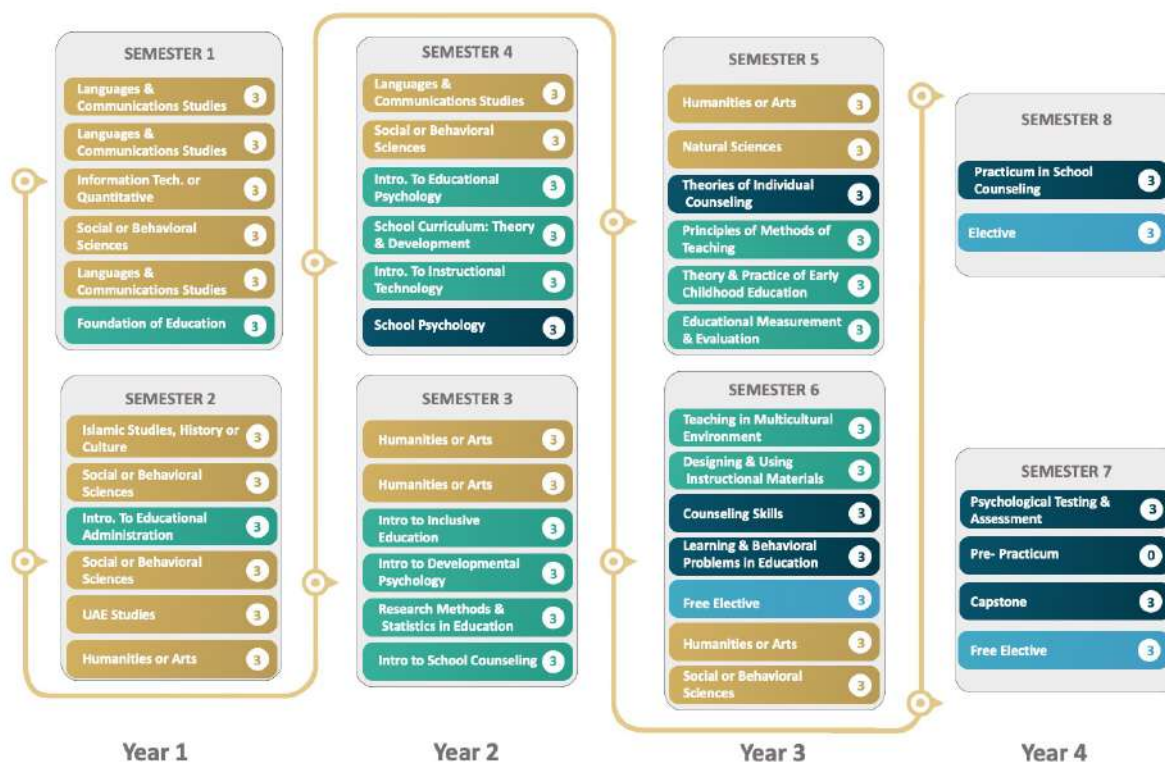 SEMESTER 1
Languages &
Communications Studies 3
Languages &
Communications Studies 3
Information Tech. or
Quantitative 3
Social or Behavioral
Sciences 3
Languages &
Communications Studies 3
Foundation of Education 3
SEMESTER 2
Islamic Studies, History or
Culture 3
Social or Behavioral
Sciences 3
Intro. To Educational
Administration 3
Social or Behavioral
Sciences 3
UAE Studies 3
Humanities or Arts 3
Year 1
SEMESTER 4
Languages &
Communications Studies 3
Social or Behavioral
Sciences 3
Intro. To Educational
Psychology 3
School Curriculum: Theory
& Development 3
Intro. To Instructional
Technology 3
School Psychology 3
SEMESTER 3
Humanities or Arts 3
Humanities or Arts 3
Intro to Inclusive
Education 3
Intro to Developmental
Psychology 3
Research Methods &
Statistics in Education 3
Intro to School Counseling 3
Year 2
SEMESTER 5
Humanities or Arts 3
Natural Sciences 3
Theories of Individual
Counseling 3
Principles of Methods of
Teaching 3
Theory & Practice of Early
Childhood Education 3
Educational Measurement
& Evaluation 3
SEMESTER 6
Teaching in Multicultural
Environment 3
Designing & Using
Instructional Materials 3
Counseling Skills 3
Learning & Behavioral
Problems in Education 3
Free Elective 3
Humanities or Arts 3
Social or Behavioral
Sciences 3
Year 3
SEMESTER 8
Practicum in School
Counseling 3
Elective 3
SEMESTER 7
Psychological Testing &
Assessment 3
Pre- Practicum 0
Capstone 3
Free Elective 3
Year 4